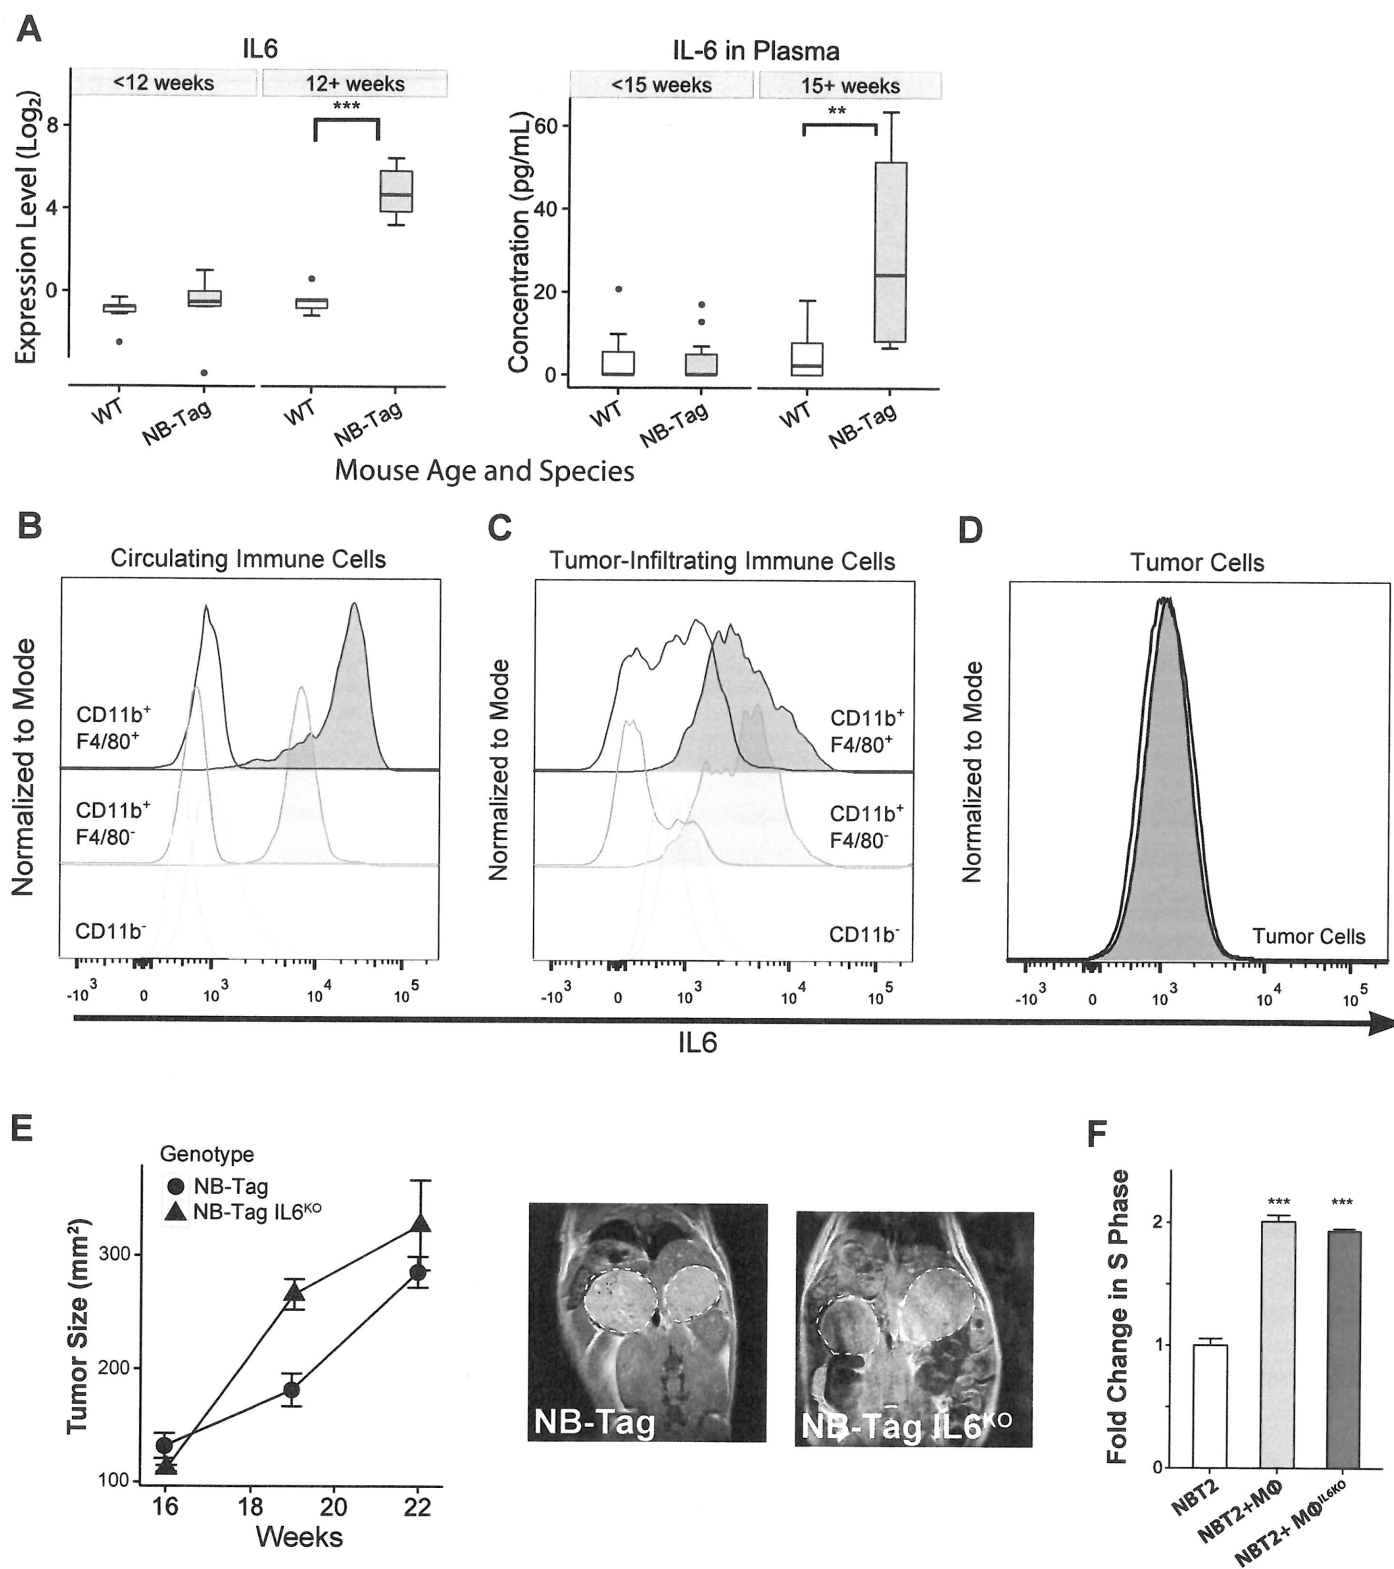 A
IL6
<12 weeks 12+ weeks
***
Expression Level (Log₂)
8
4
0
WT NB-Tag WT NB-Tag
IL-6 in Plasma
<15 weeks 15+ weeks
**
Concentration (pg/mL)
60
40
20
0
WT NB-Tag WT NB-Tag
Mouse Age and Species
B
Circulating Immune Cells
Normalized to Mode
CD11b⁺
F4/80⁺
CD11b⁺
F4/80⁻
CD11b⁻
-10³ 0 10³ 10⁴ 10⁵
C
Tumor-Infiltrating Immune Cells
Normalized to Mode
CD11b⁺
F4/80⁺
CD11b⁺
F4/80⁻
CD11b⁻
-10³ 0 10³ 10⁴ 10⁵
D
Tumor Cells
Normalized to Mode
Tumor Cells
-10³ 0 10³ 10⁴ 10⁵
IL6
E
Genotype
NB-Tag
NB-Tag IL6ᴷᴼ
Tumor Size (mm²)
300
200
100
16 18 20 22
Weeks
NB-Tag
NB-Tag IL6ᴷᴼ
F
Fold Change in S Phase
*** ***
2
1
0
NBT2
NBT2+MΦ
NBT2+ MΦᴵᴸ⁶ᴷᴼ